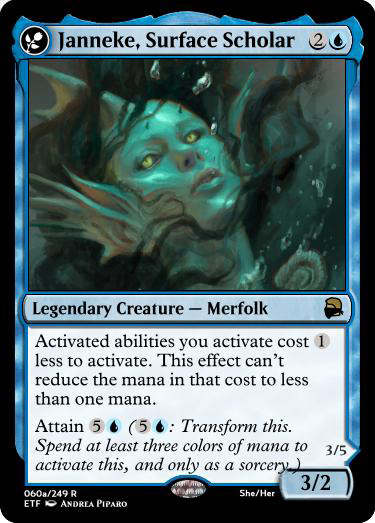 Janneke, Surface Scholar 2
Legendary Creature — Merfolk
Activated abilities you activate cost 1
less to activate. This effect can't
reduce the mana in that cost to less
than one mana.
Attain 5 (5: Transform this.
Spend at least three colors of mana to
activate this, and only as a sorcery.)
3/5
3/2
060a/249 R
She/Her
ETF Andrea Piparo